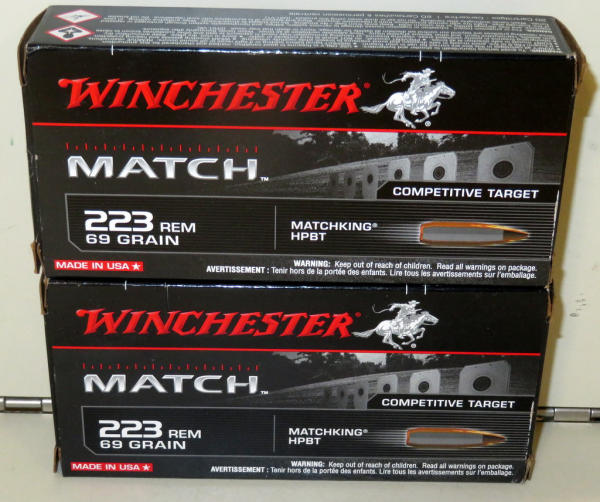 20 Cartridges
WINCHESTER®
MATCH™
COMPETITIVE TARGET
223 REM
69 GRAIN
MATCHKING®
HPBT
MADE IN USA
WARNING: Keep out of reach of children. Read all warnings on package.
AVERTISSEMENT : Tenir hors de la portée des enfants. Lire tous les avertissements sur l'emballage.
WINCHESTER®
MATCH™
COMPETITIVE TARGET
223 REM
69 GRAIN
MATCHKING®
HPBT
MADE IN USA
WARNING: Keep out of reach of children. Read all warnings on package.
AVERTISSEMENT : Tenir hors de la portée des enfants. Lire tous les avertissements sur l'emballage.